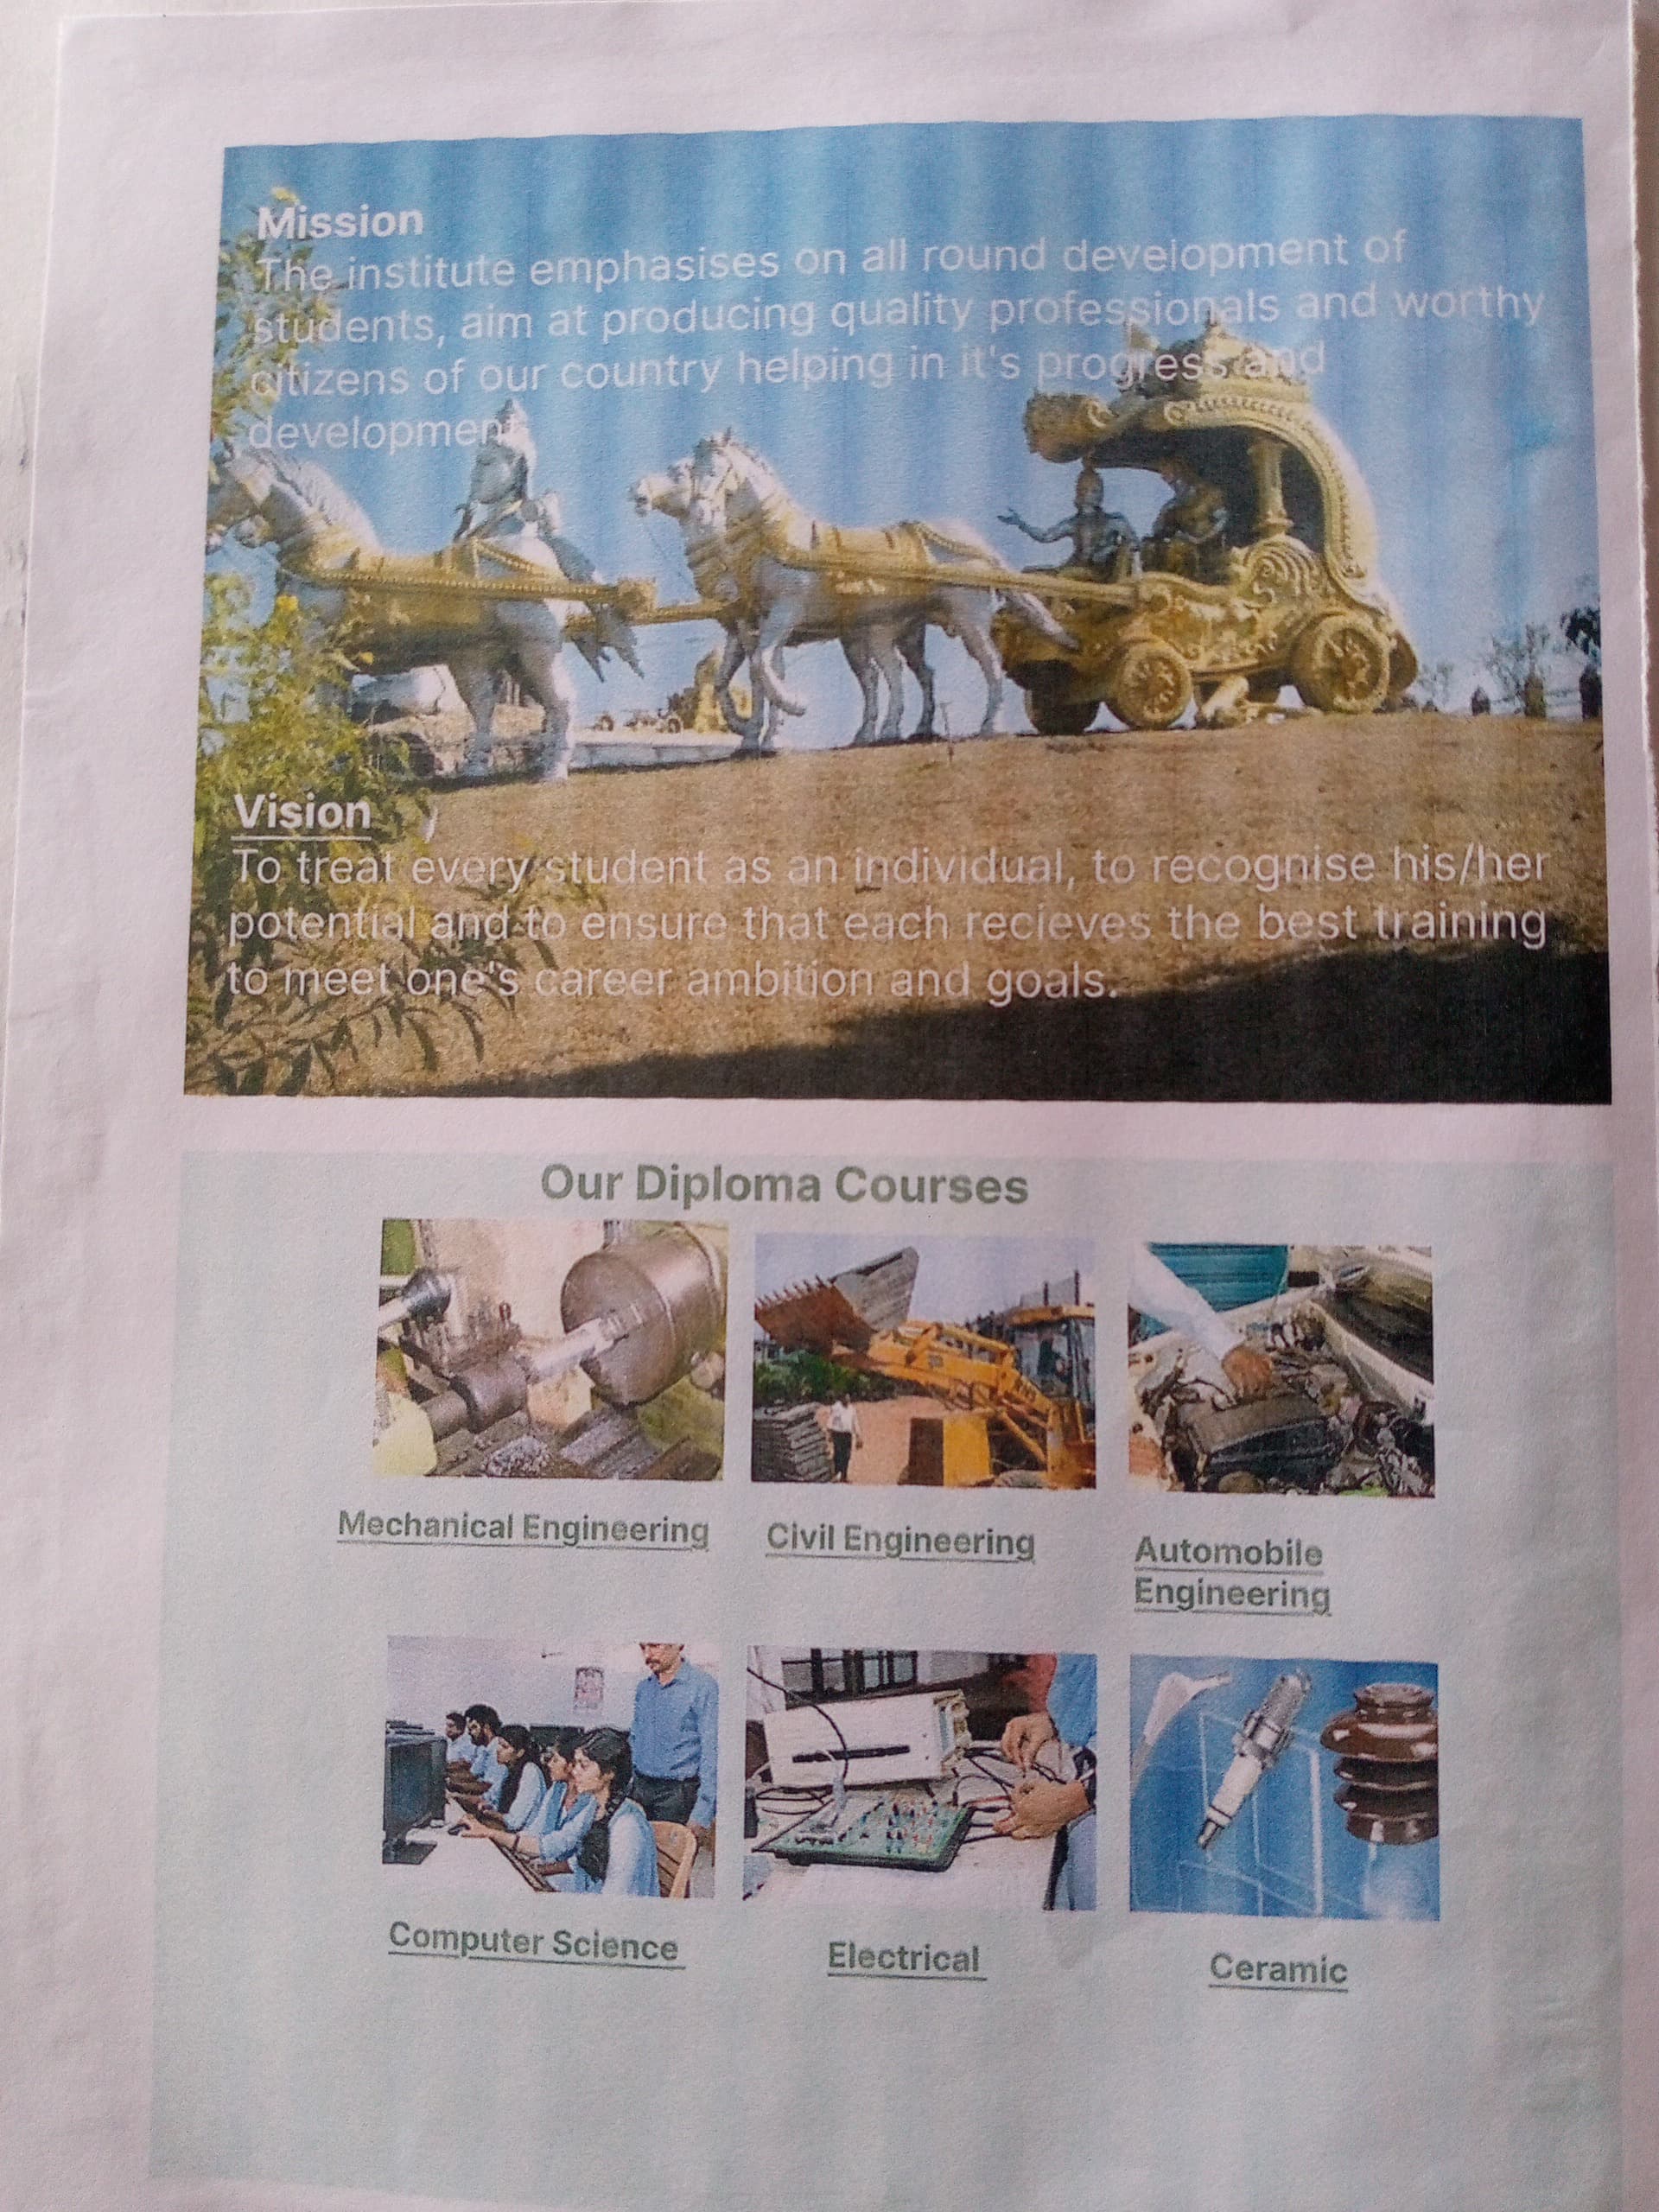 Mission
The institute emphasises on all round development of
students, aim at producing quality professionals and worthy
citizens of our country helping in it's progress and
development
Vision
To treat every student as an individual, to recognise his/her
potential and to ensure that each recieves the best training
to meet one's career ambition and goals.
Our Diploma Courses
Mechanical Engineering
Civil Engineering
Automobile
Engineering
Computer Science
Electrical
Ceramic